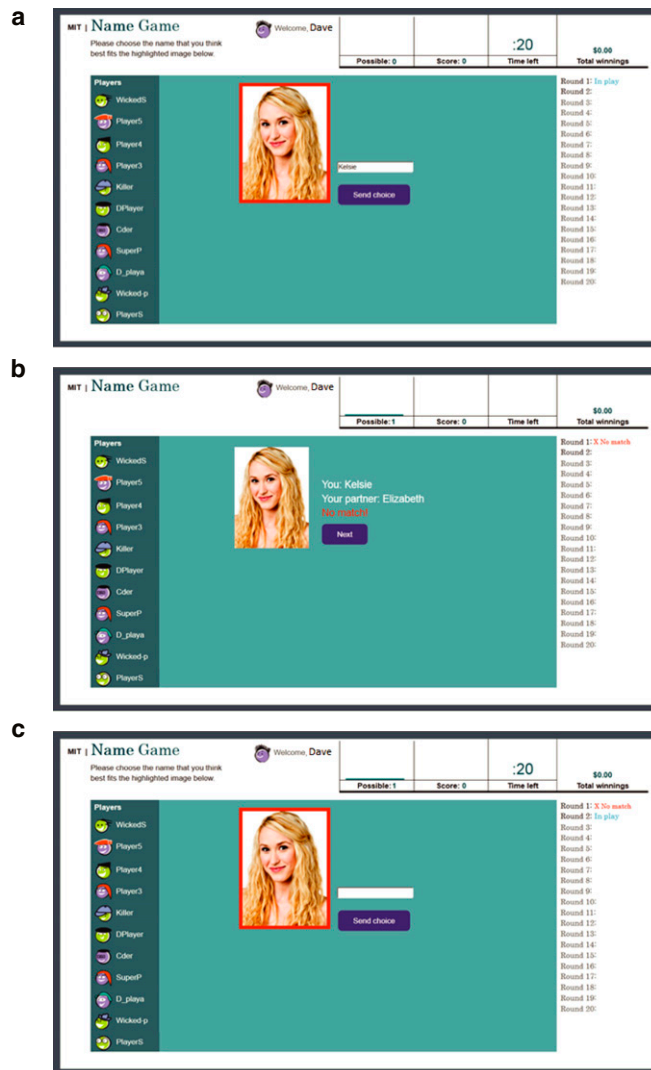 a
MIT | Name Game
Please choose the name that you think
best fits the highlighted image below.
Welcome, Dave
Possible: 0
Score: 0
:20
Time left
$0.00
Total winnings
Players
WickedS
Player5
Player4
Player3
Killer
DPlayer
Cder
SuperP
D_playa
Wicked-p
PlayerS
Kelsie
Send choice
Round 1: In play
Round 2:
Round 3:
Round 4:
Round 5:
Round 6:
Round 7:
Round 8:
Round 9:
Round 10:
Round 11:
Round 12:
Round 13:
Round 14:
Round 15:
Round 16:
Round 17:
Round 18:
Round 19:
Round 20:
b
MIT | Name Game
Welcome, Dave
Possible: 1
Score: 0
Time left
$0.00
Total winnings
Players
WickedS
Player5
Player4
Player3
Killer
DPlayer
Cder
SuperP
D_playa
Wicked-p
PlayerS
You: Kelsie
Your partner: Elizabeth
No match!
Next
Round 1: X No match
Round 2:
Round 3:
Round 4:
Round 5:
Round 6:
Round 7:
Round 8:
Round 9:
Round 10:
Round 11:
Round 12:
Round 13:
Round 14:
Round 15:
Round 16:
Round 17:
Round 18:
Round 19:
Round 20:
c
MIT | Name Game
Please choose the name that you think
best fits the highlighted image below.
Welcome, Dave
Possible: 1
Score: 0
:20
Time left
$0.00
Total winnings
Players
WickedS
Player5
Player4
Player3
Killer
DPlayer
Cder
SuperP
D_playa
Wicked-p
PlayerS
Send choice
Round 1: X No match
Round 2: In play
Round 3:
Round 4:
Round 5:
Round 6:
Round 7:
Round 8:
Round 9:
Round 10:
Round 11:
Round 12:
Round 13:
Round 14:
Round 15:
Round 16:
Round 17:
Round 18:
Round 19:
Round 20: